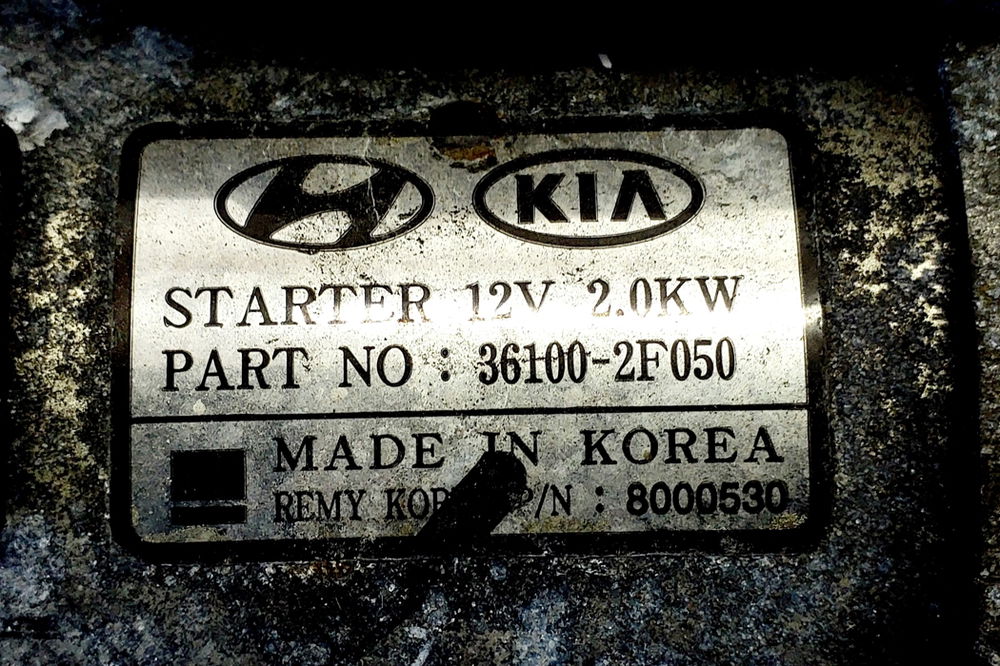 KIA
STARTER 12V 2.0KW
PART NO : 36100-2F050
MADE IN KOREA
REMY P/N : 8000530